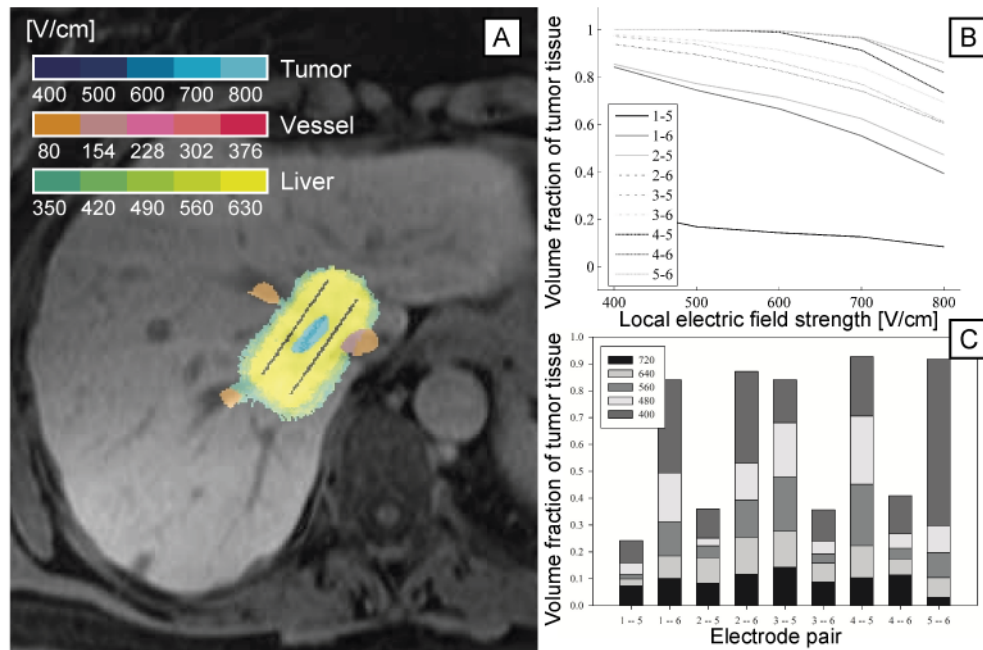 [V/cm]
A
Tumor
400 500 600 700 800
Vessel
80 154 228 302 376
Liver
350 420 490 560 630
B
Volume fraction of tumor tissue
1
0.8
0.6
0.4
0.2
0
1-5
1-6
2-5
2-6
3-5
3-6
4-5
4-6
5-6
400 500 600 700 800
Local electric field strength [V/cm]
C
Volume fraction of tumor tissue
1.0
0.9
0.8
0.7
0.6
0.5
0.4
0.3
0.2
0.1
0.0
720
640
560
480
400
1 -- 5 1 -- 6 2 -- 5 2 -- 6 3 -- 5 3 -- 6 4 -- 5 4 -- 6 5 -- 6
Electrode pair